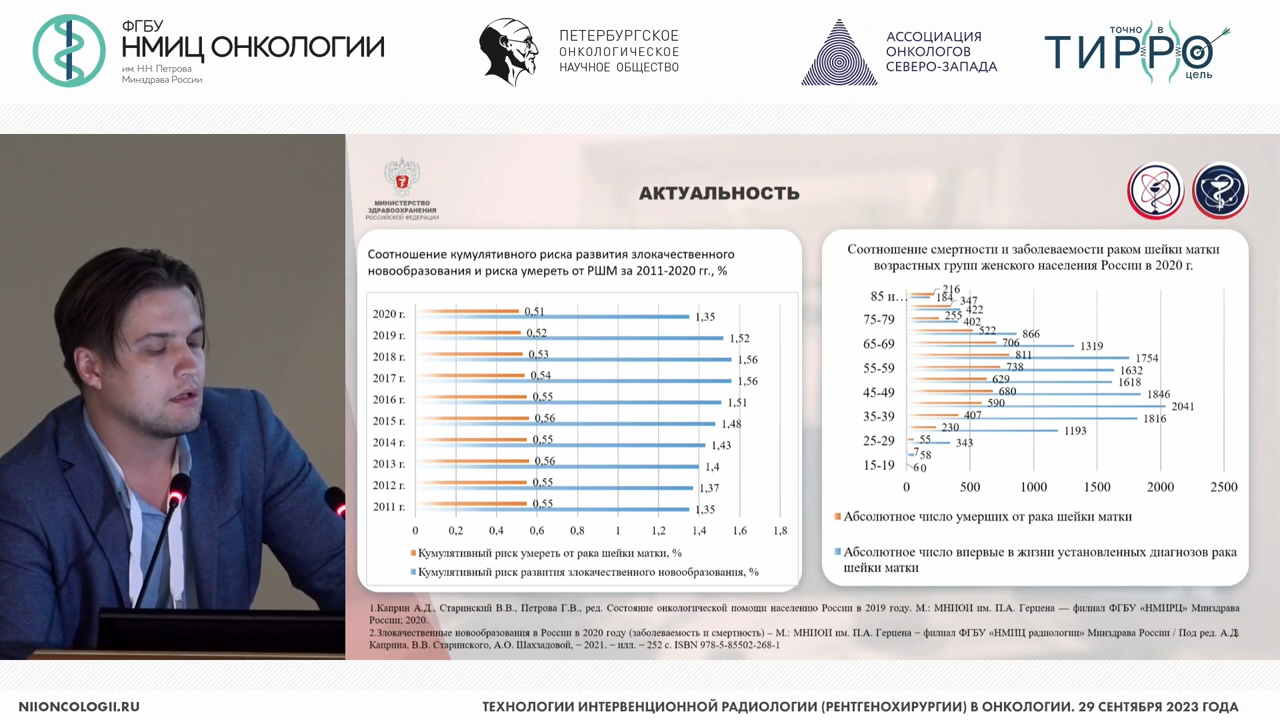 ФГБУ
НМИЦ ОНКОЛОГИИ
им. Н.Н. Петрова
Минздрава России
ПЕТЕРБУРГСКОЕ
ОНКОЛОГИЧЕСКОЕ
НАУЧНОЕ ОБЩЕСТВО
АССОЦИАЦИЯ
ОНКОЛОГОВ
СЕВЕРО-ЗАПАДА
точно в
ТИРРО
цель
МИНИСТЕРСТВО
ЗДРАВООХРАНЕНИЯ
РОССИЙСКОЙ ФЕДЕРАЦИИ
АКТУАЛЬНОСТЬ
Соотношение кумулятивного риска развития злокачественного
новообразования и риска умереть от РШМ за 2011-2020 гг., %
2020 г. 0,51 1,35
2019 г. 0,52 1,52
2018 г. 0,53 1,56
2017 г. 0,54 1,56
2016 г. 0,55 1,51
2015 г. 0,56 1,48
2014 г. 0,55 1,43
2013 г. 0,56 1,4
2012 г. 0,55 1,37
2011 г. 0,55 1,35
0 0,2 0,4 0,6 0,8 1 1,2 1,4 1,6 1,8
Кумулятивный риск умереть от рака шейки матки, %
Кумулятивный риск развития злокачественного новообразования, %
Соотношение смертности и заболеваемости раком шейки матки
возрастных групп женского населения России в 2020 г.
85 и… 216
184
347
422
75-79 255
402
522
866
65-69 706
1319
811
1754
55-59 738
1632
629
1618
45-49 680
1846
590
2041
35-39 407
1816
230
1193
25-29 55
343
7
58
15-19 6 0
0 500 1000 1500 2000 2500
Абсолютное число умерших от рака шейки матки
Абсолютное число впервые в жизни установленных диагнозов рака
шейки матки
1.Каприн А.Д., Старинский В.В., Петрова Г.В., ред. Состояние онкологической помощи населению России в 2019 году. М.: МНИОИ им. П.А. Герцена — филиал ФГБУ «НМИРЦ» Минздрава
России; 2020.
2.Злокачественные новообразования в России в 2020 году (заболеваемость и смертность) – М.: МНИОИ им. П.А. Герцена – филиал ФГБУ «НМИЦ радиологии» Минздрава России / Под ред. А.Д.
Каприна, В.В. Старинского, А.О. Шахзадовой, – 2021. – илл. – 252 с. ISBN 978-5-85502-268-1
NIIONCOLOGII.RU
ТЕХНОЛОГИИ ИНТЕРВЕНЦИОННОЙ РАДИОЛОГИИ (РЕНТГЕНОХИРУРГИИ) В ОНКОЛОГИИ. 29 СЕНТЯБРЯ 2023 ГОДА